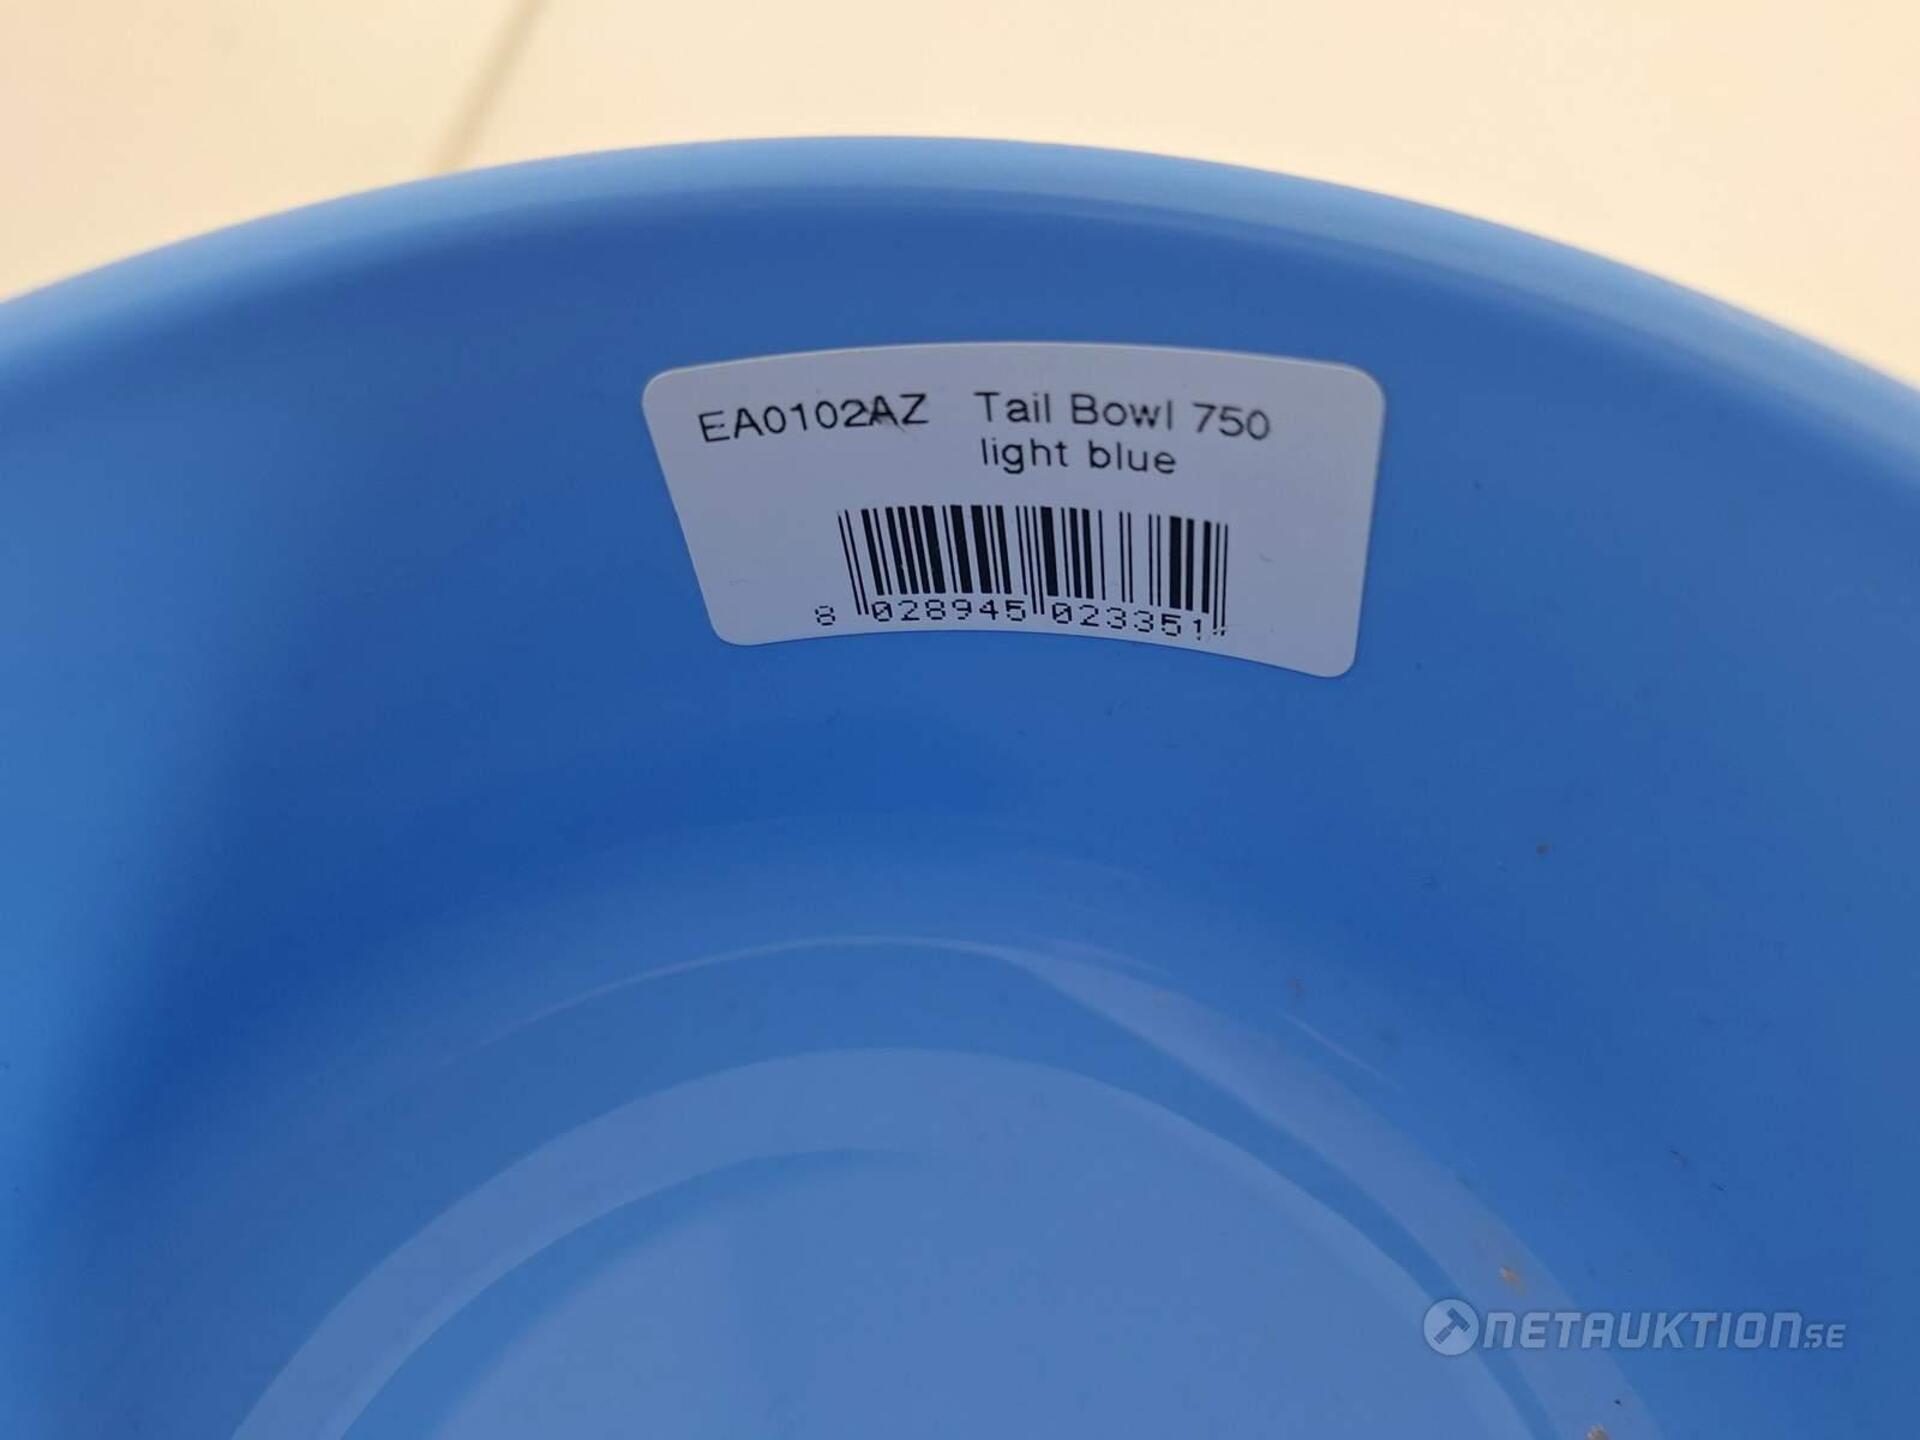 EA0102AZ Tail Bowl 750
light blue
8 028945 023351
NETAUKTION.SE